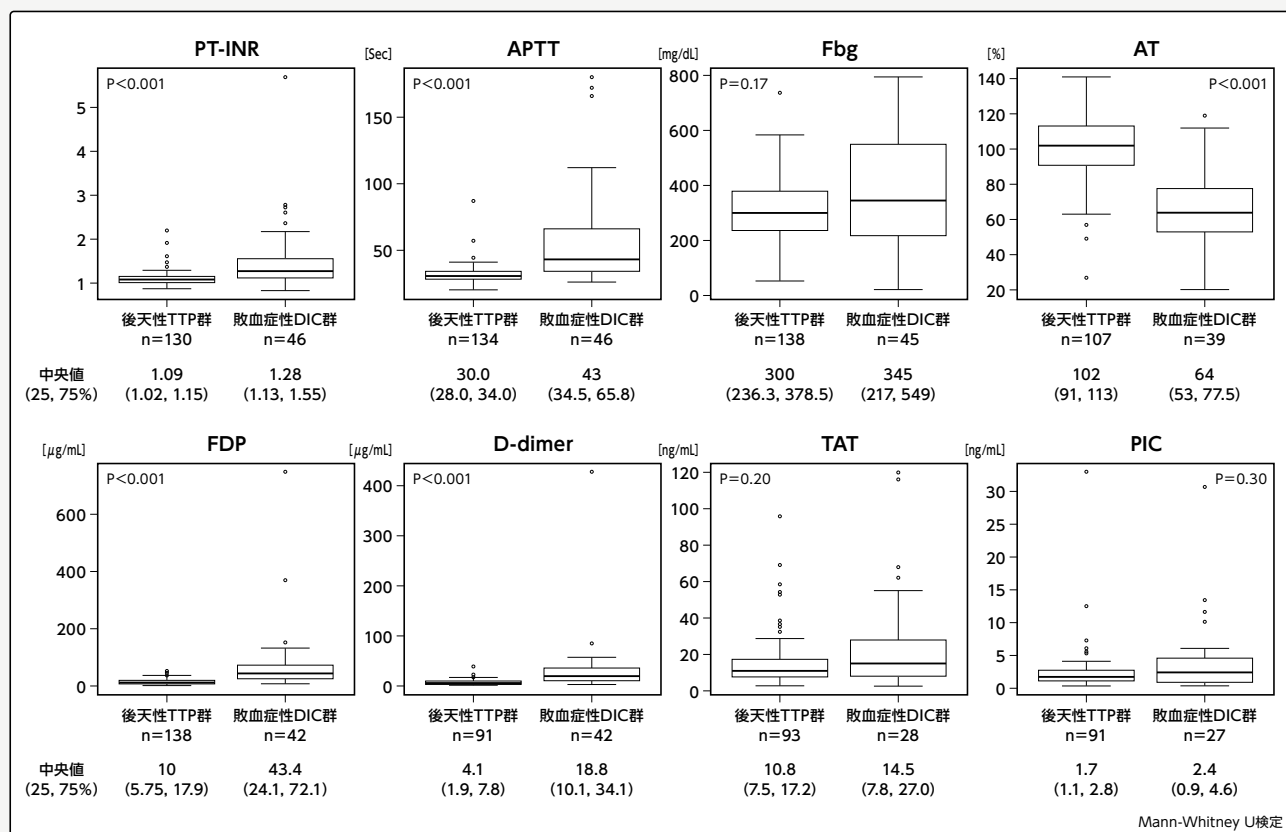 PT-INR
P<0.001
5
4
3
2
1
後天性TTP群 敗血症性DIC群
n=130 n=46
[Sec]
APTT
P<0.001
150
100
50
後天性TTP群 敗血症性DIC群
n=134 n=46
[mg/dL]
Fbg
P=0.17
800
600
400
200
0
後天性TTP群 敗血症性DIC群
n=138 n=45
[%]
AT
P<0.001
140
120
100
80
60
40
20
後天性TTP群 敗血症性DIC群
n=107 n=39
中央値 1.09 1.28 30.0 43 300 345 102 64
(25, 75%) (1.02, 1.15) (1.13, 1.55) (28.0, 34.0) (34.5, 65.8) (236.3, 378.5) (217, 549) (91, 113) (53, 77.5)
[μg/mL]
FDP
P<0.001
600
400
200
0
後天性TTP群 敗血症性DIC群
n=138 n=42
[μg/mL]
D-dimer
P<0.001
400
300
200
100
0
後天性TTP群 敗血症性DIC群
n=91 n=42
[ng/mL]
TAT
P=0.20
120
100
80
60
40
20
0
後天性TTP群 敗血症性DIC群
n=93 n=28
[ng/mL]
PIC
P=0.30
30
25
20
15
10
5
0
後天性TTP群 敗血症性DIC群
n=91 n=27
中央値 10 43.4 4.1 18.8 10.8 14.5 1.7 2.4
(25, 75%) (5.75, 17.9) (24.1, 72.1) (1.9, 7.8) (10.1, 34.1) (7.5, 17.2) (7.8, 27.0) (1.1, 2.8) (0.9, 4.6)
Mann-Whitney U検定